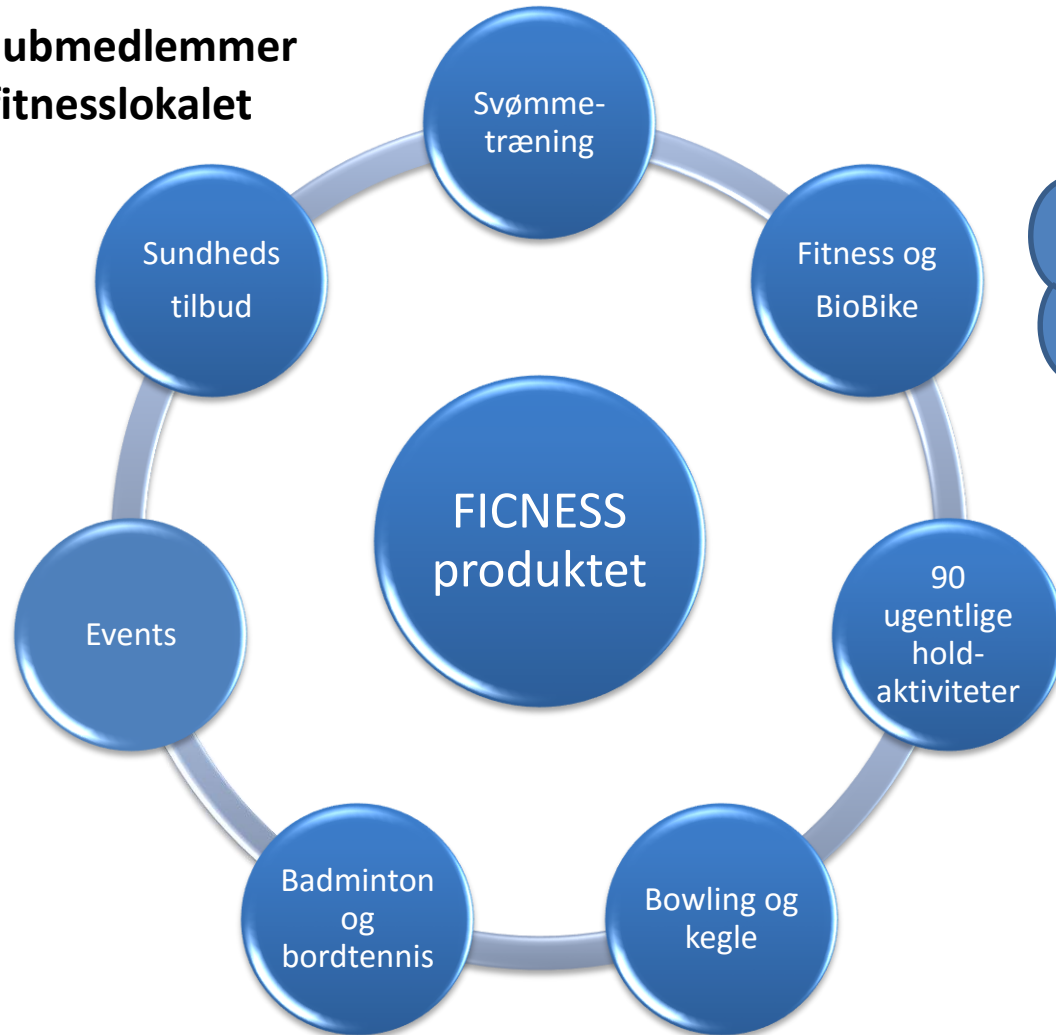 ubmedlemmer
fitnesslokalet
Svømme-
træning
Fitness og
BioBike
90
ugentlige
hold-
aktiviteter
Bowling og
kegle
Badminton
og
bordtennis
Events
Sundheds
tilbud
FICNESS
produktet